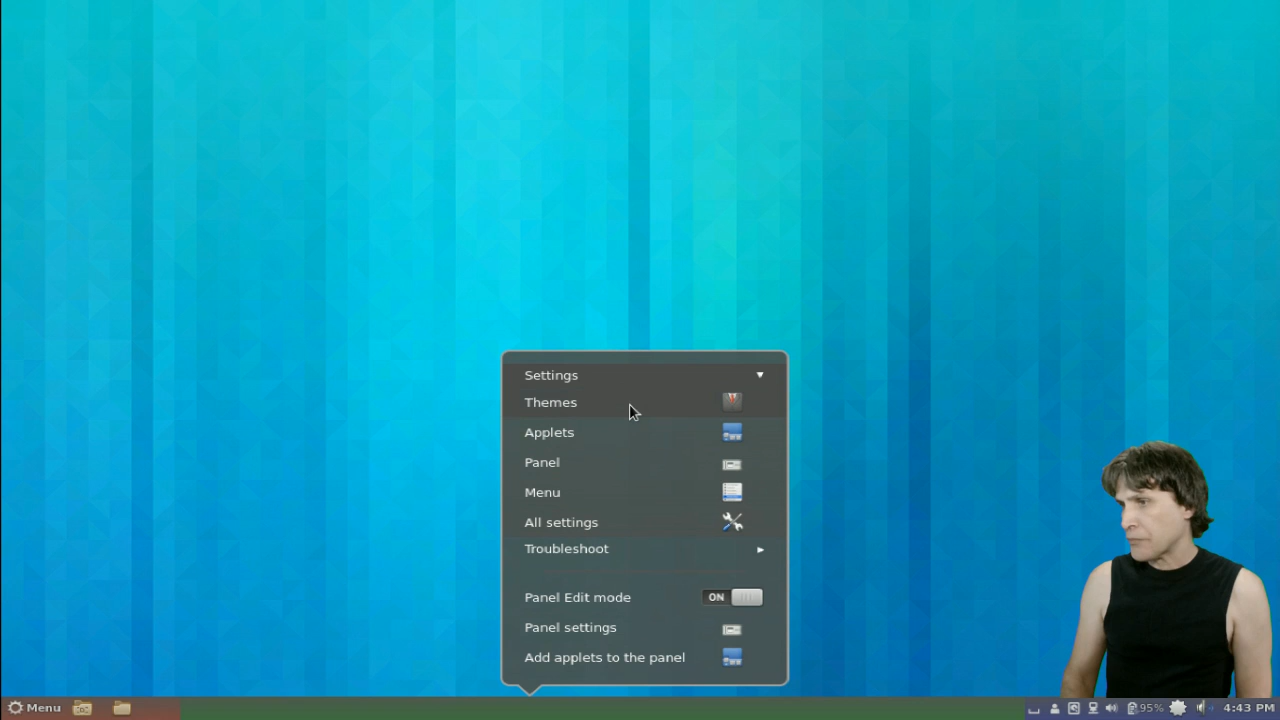 Settings
Themes
Applets
Panel
Menu
All settings
Troubleshoot
Panel Edit mode ON
Panel settings
Add applets to the panel
Menu 95% 4:43 PM